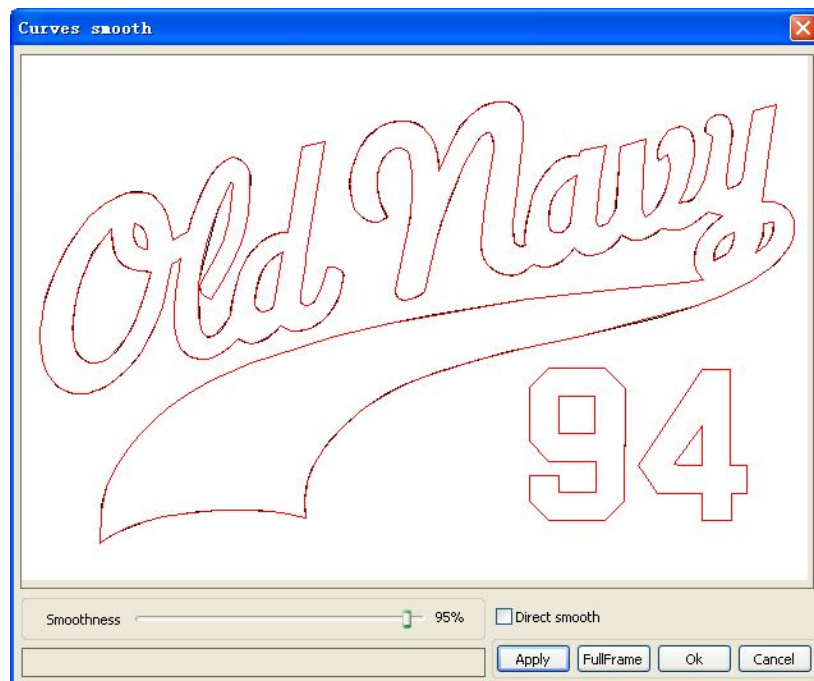 Curves smooth
Old Navy
94
Smoothness 95% Direct smooth
Apply FullFrame Ok Cancel